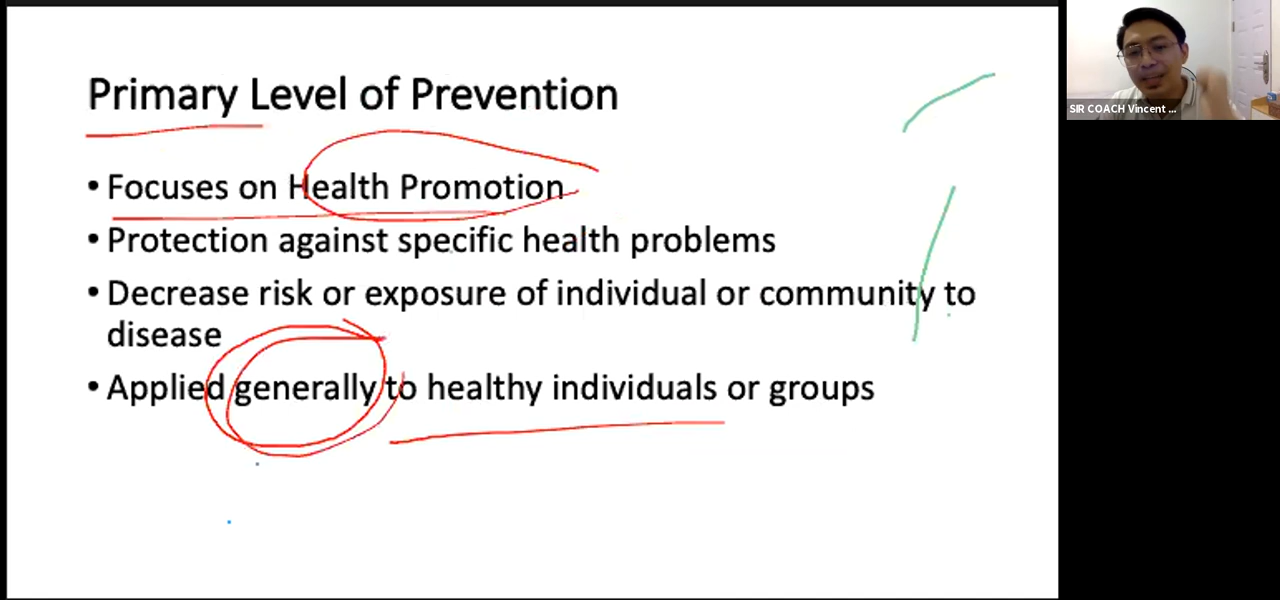 Primary Level of Prevention
• Focuses on Health Promotion
• Protection against specific health problems
• Decrease risk or exposure of individual or community to
disease
• Applied generally to healthy individuals or groups
SIR COACH Vincent ...